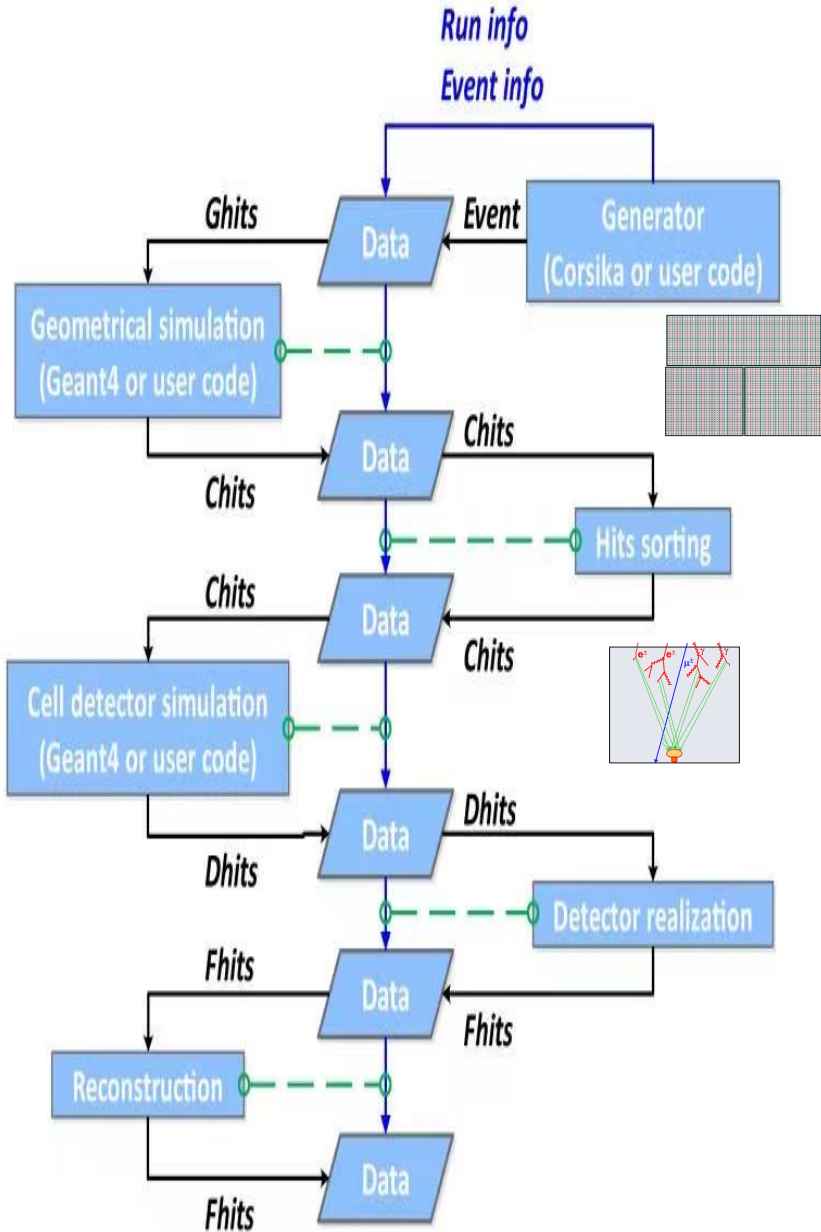 Run info
Event info
Ghits
Event
Data
Generator
(Corsika or user code)
Geometrical simulation
(Geant4 or user code)
Chits
Data
Chits
Hits sorting
Chits
Data
Chits
e±
e±
μ±
γ
γ
Cell detector simulation
(Geant4 or user code)
Dhits
Data
Dhits
Detector realization
Fhits
Data
Fhits
Reconstruction
Data
Fhits